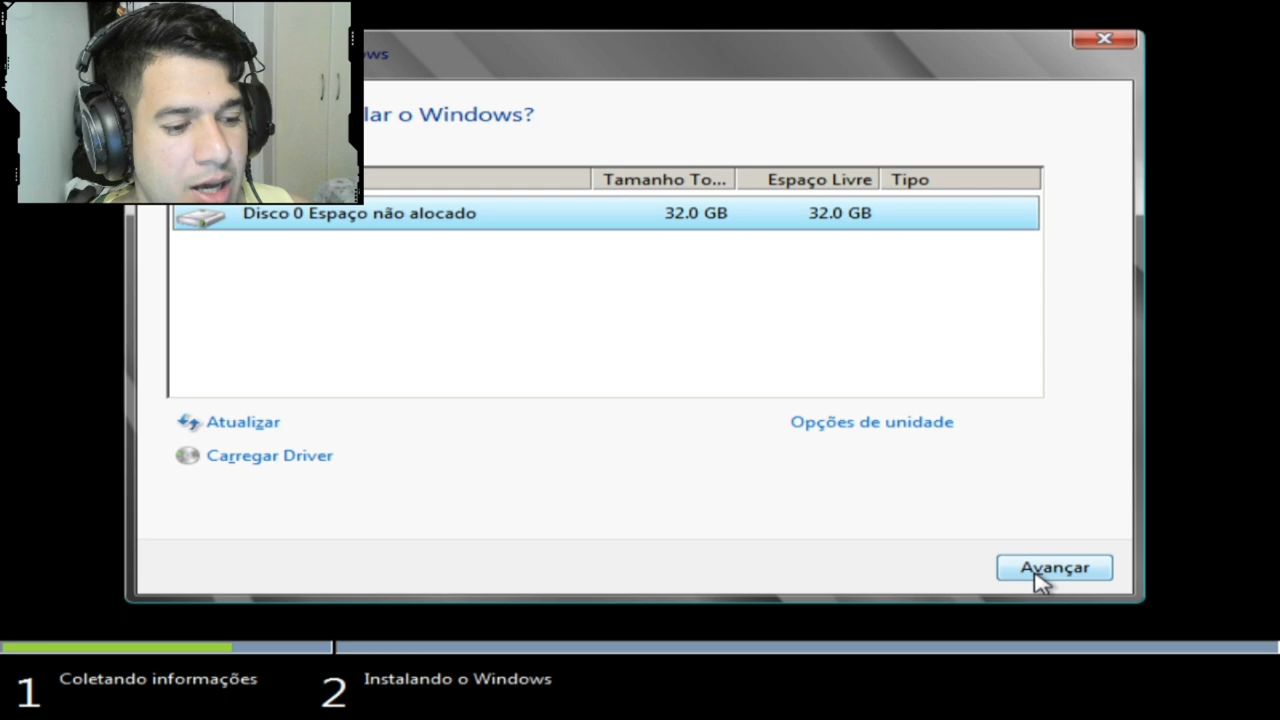 ws
lar o Windows?
Tamanho To... Espaço Livre Tipo
Disco 0 Espaço não alocado 32.0 GB 32.0 GB
Atualizar Opções de unidade
Carregar Driver
Avançar
1 Coletando informações 2 Instalando o Windows